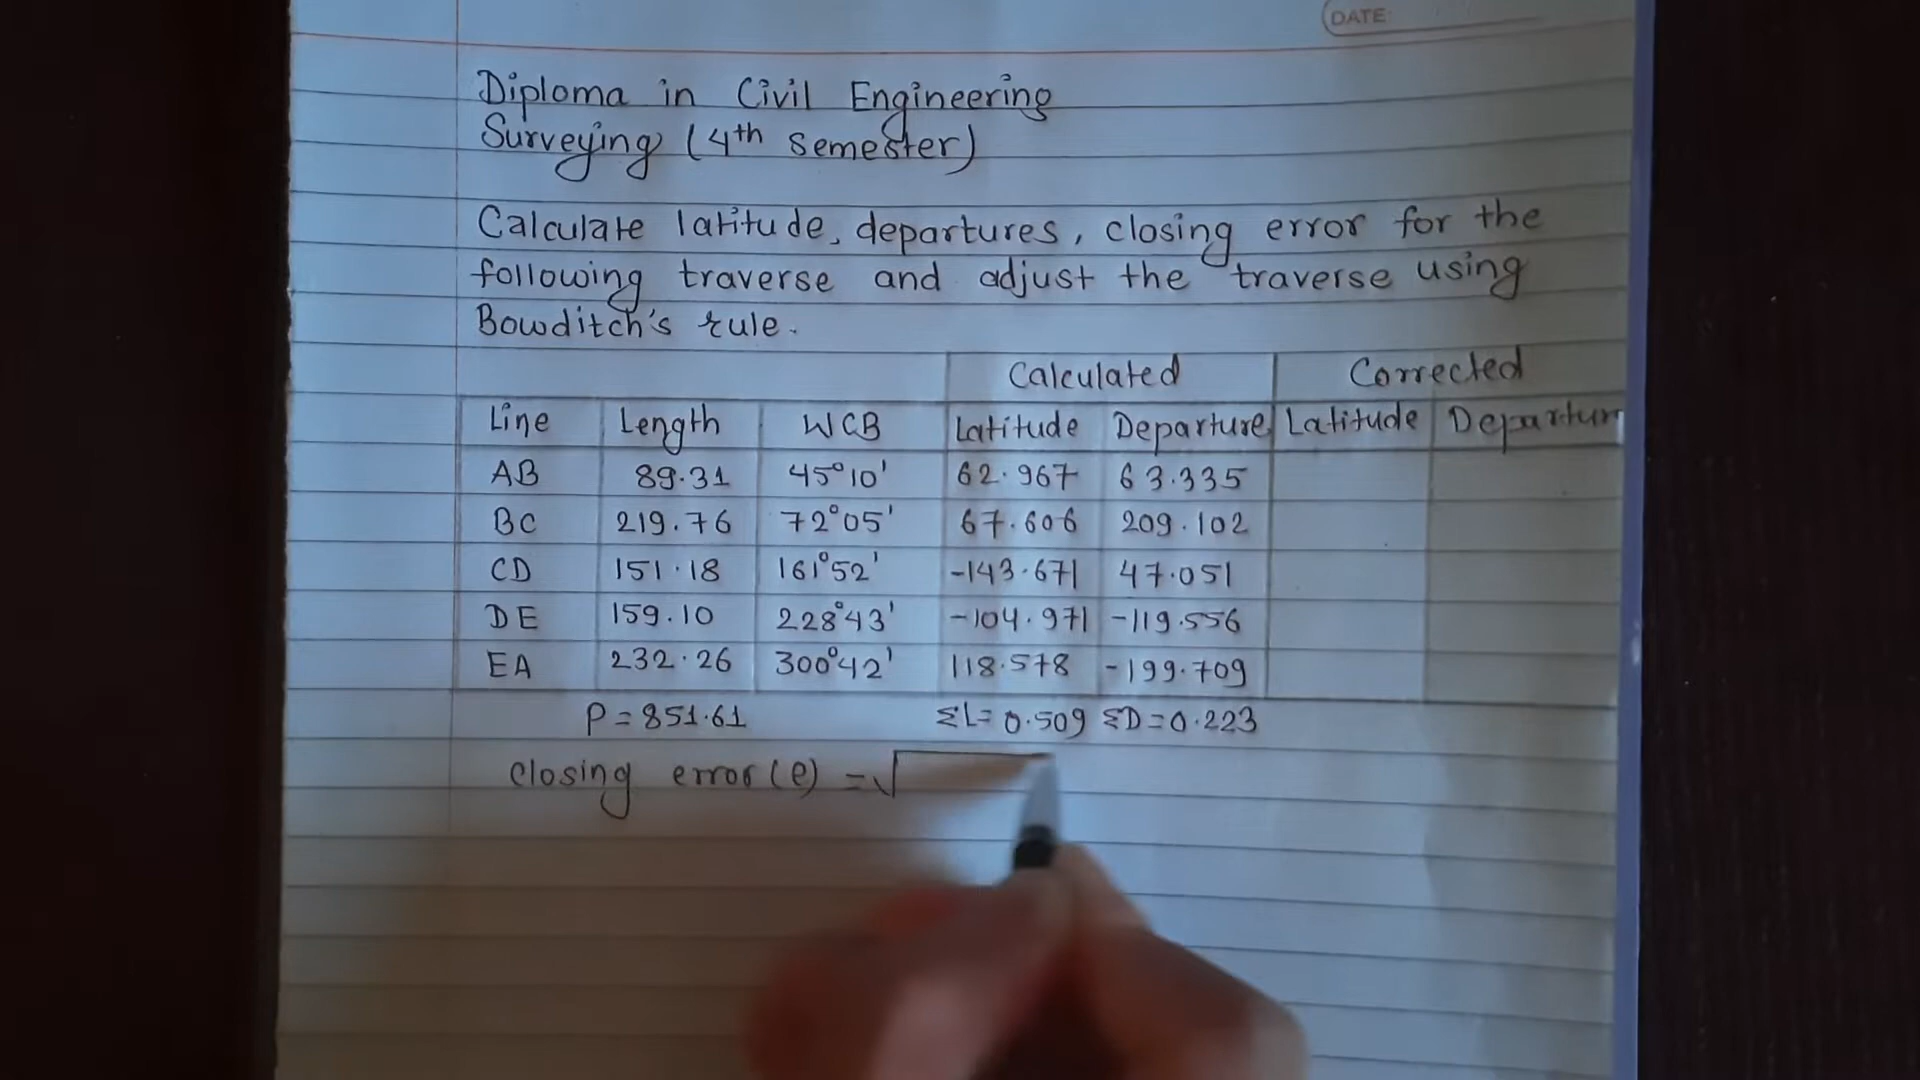 DATE:
Diploma in Civil Engineering
Surveying (4th semester)
Calculate latitude, departures, closing error for the
following traverse and adjust the traverse using
Bowditch's rule.
Calculated Corrected
Line Length WCB Latitude Departure Latitude Departur
AB 89.31 45°10' 62.967 63.335
BC 219.76 72°05' 67.606 209.102
CD 151.18 161°52' -143.671 47.051
DE 159.10 228°43' -104.971 -119.556
EA 232.26 300°42' 118.578 -199.709
P = 851.61 ΣL= 0.509 ΣD = 0.223
closing error (e) = √